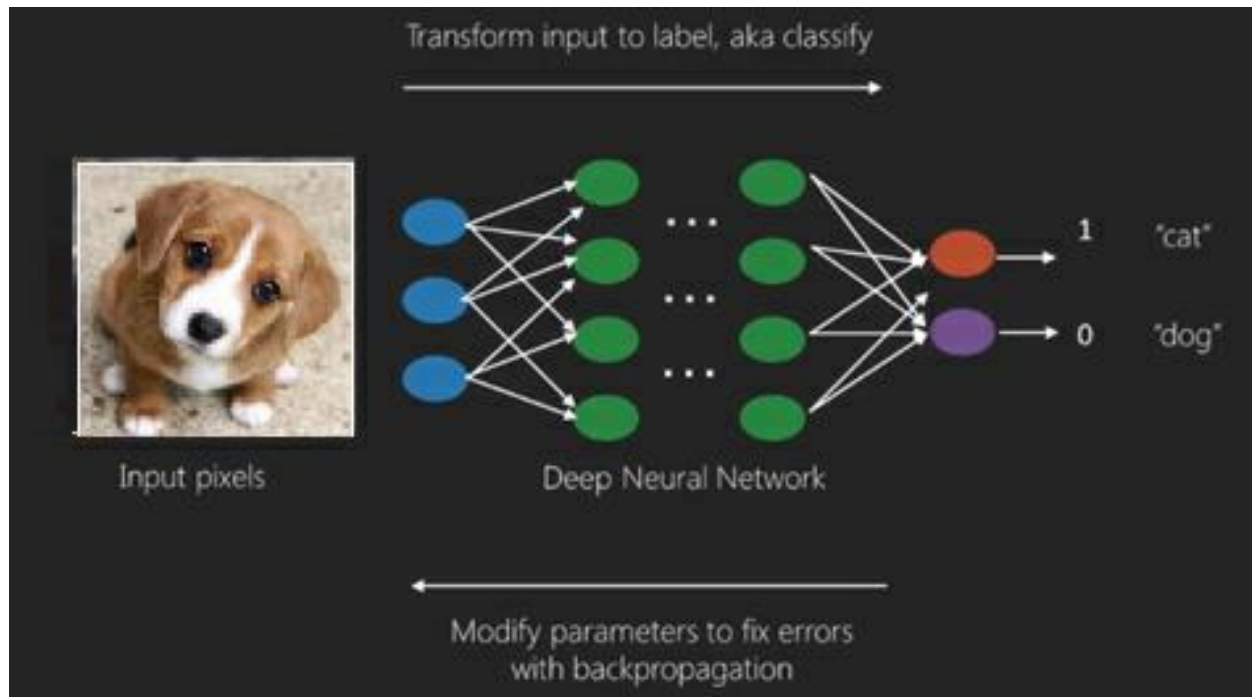 Transform input to label, aka classify
1 "cat"
0 "dog"
Input pixels
Deep Neural Network
Modify parameters to fix errors
with backpropagation